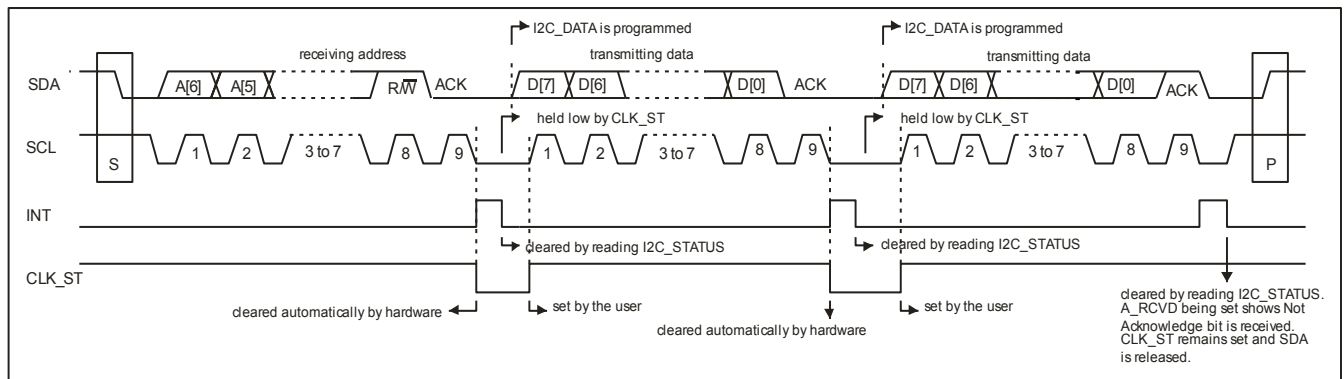 I2C_DATA is programmed
I2C_DATA is programmed
receiving address
transmitting data
transmitting data
SDA
A[6]
A[5]
R/W̅
ACK
D[7]
D[6]
D[0]
ACK
D[7]
D[6]
D[0]
ACK
held low by CLK_ST
held low by CLK_ST
SCL
S
1
2
3 to 7
8
9
1
2
3 to 7
8
9
1
2
3 to 7
8
9
P
INT
cleared by reading I2C_STATUS
cleared by reading I2C_STATUS
CLK_ST
cleared automatically by hardware
set by the user
cleared automatically by hardware
set by the user
cleared by reading I2C_STATUS.
A_RCVD being set shows Not
Acknowledge bit is received.
CLK_ST remains set and SDA
is released.